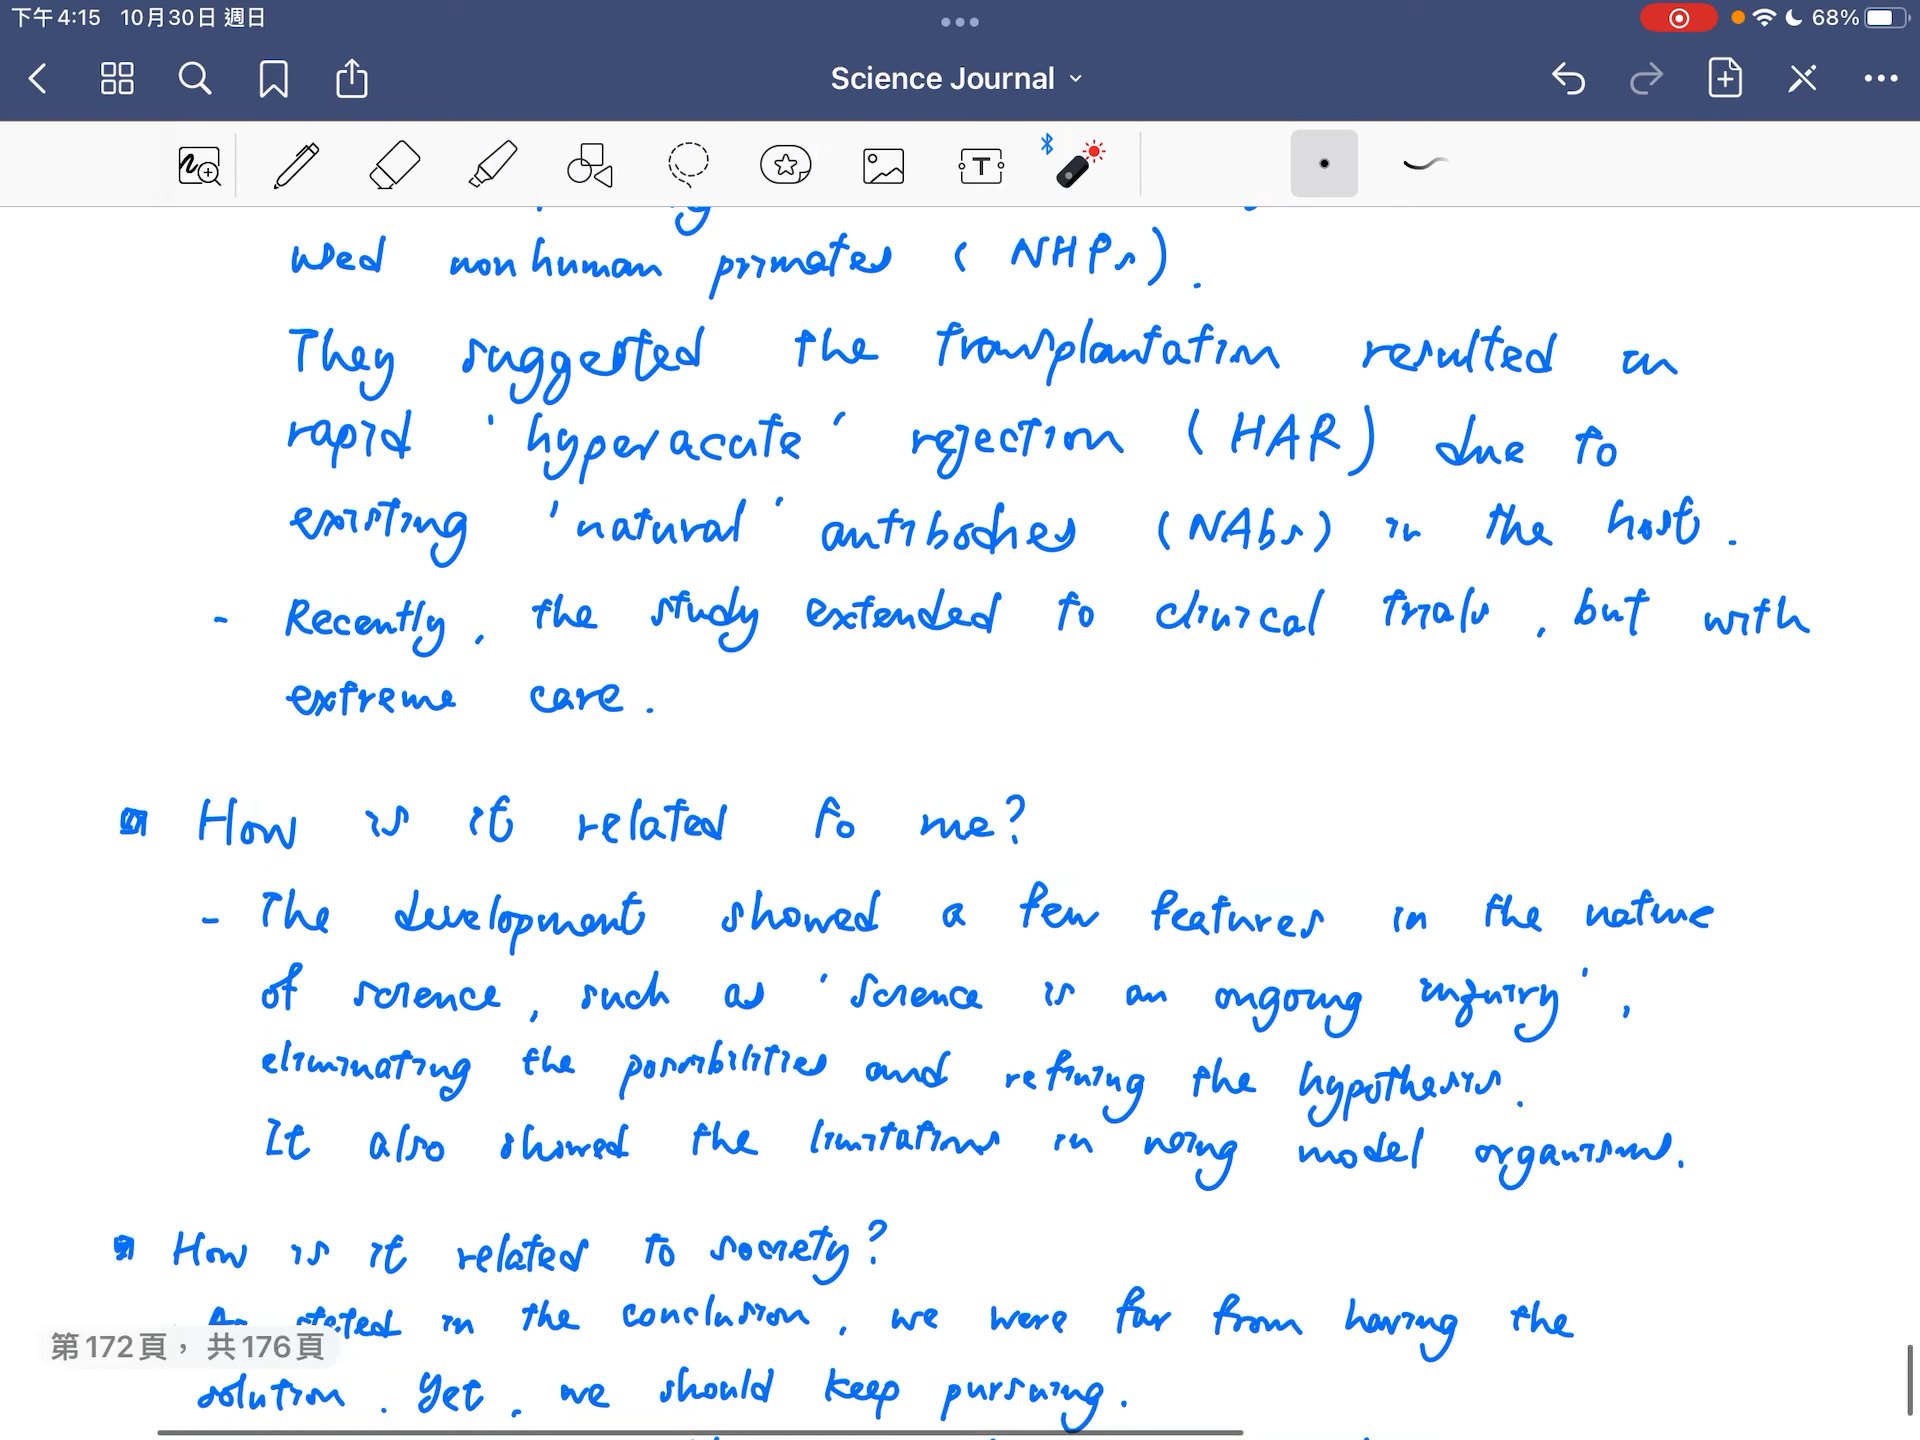 下午4:15 10月30日 週日
68%
Science Journal
T
used nonhuman primates (NHPs).
They suggested the transplantation resulted in
rapid 'hyperacute' rejection (HAR) due to
existing 'natural' antibodies (NAbs) in the host.
- Recently, the study extended to clinical trials, but with
extreme care.
How is it related to me?
- The development showed a few features in the nature
of science, such as 'Science is an ongoing inquiry',
eliminating the possibilities and refining the hypothesis.
It also showed the limitations in using model organisms.
How is it related to society?
As stated in the conclusion, we were far from having the
第172頁，共176頁
solution. Yet, we should keep pursuing.